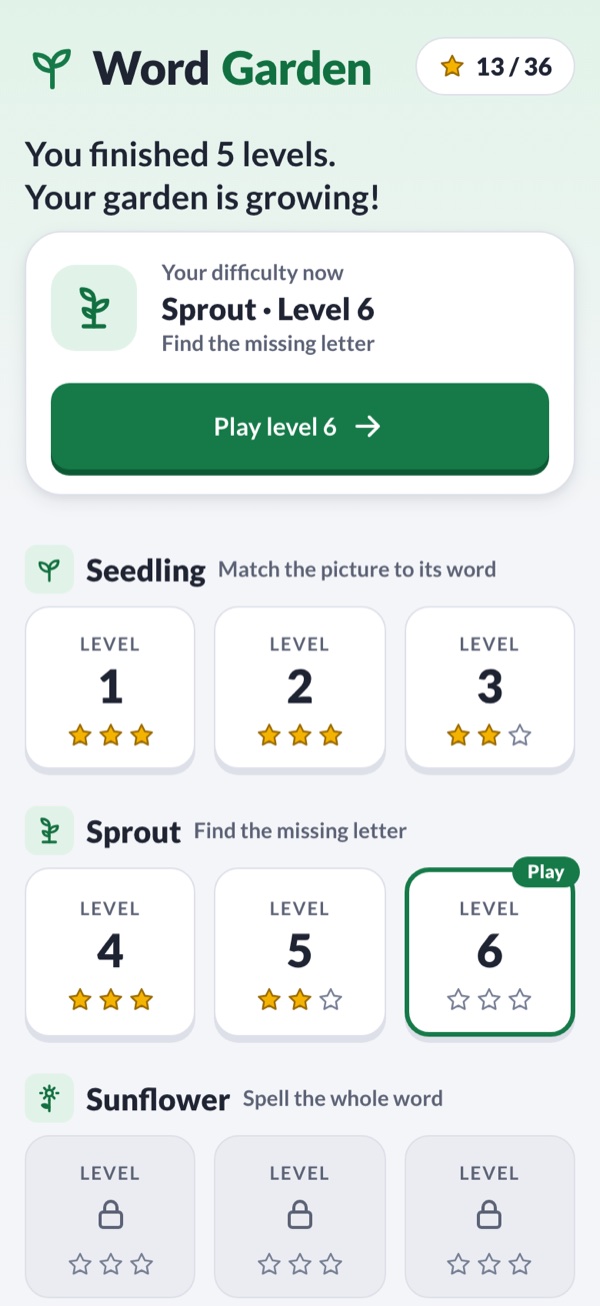 Word Garden
13 / 36
You finished 5 levels.
Your garden is growing!
Your difficulty now
Sprout · Level 6
Find the missing letter
Play level 6
Seedling Match the picture to its word
LEVEL LEVEL LEVEL
1 2 3
Sprout Find the missing letter
Play
LEVEL LEVEL LEVEL
4 5 6
Sunflower Spell the whole word
LEVEL LEVEL LEVEL